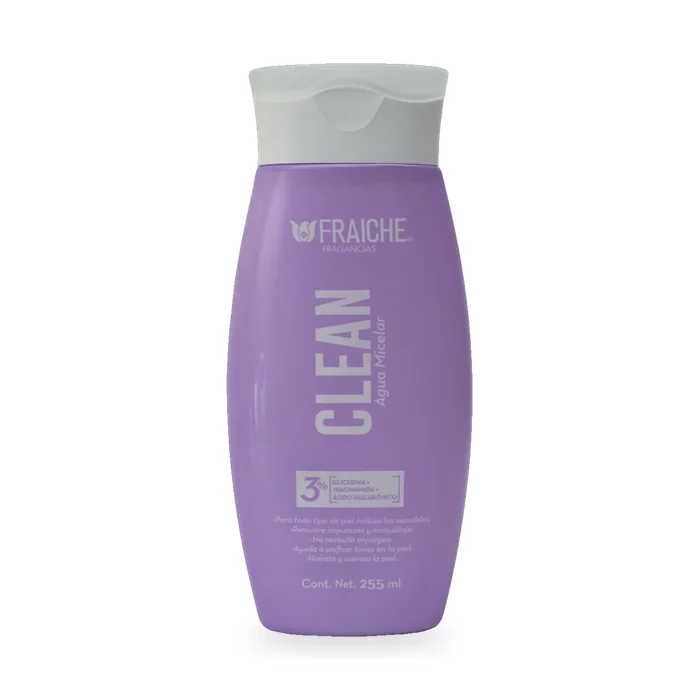 FRAICHE
FRAGANCIAS
CLEAN
Agua Micelar
3%
GLICERINA +
NIACINAMIDA +
ÁCIDO HIALURÓNICO
-Para todo tipo de piel incluso las sensibles
-Remueve impurezas y maquillaje
-No necesita enjuague
-Ayuda a unificar tonos en la piel
-Hidrata y suaviza la piel
Cont. Net. 255 ml